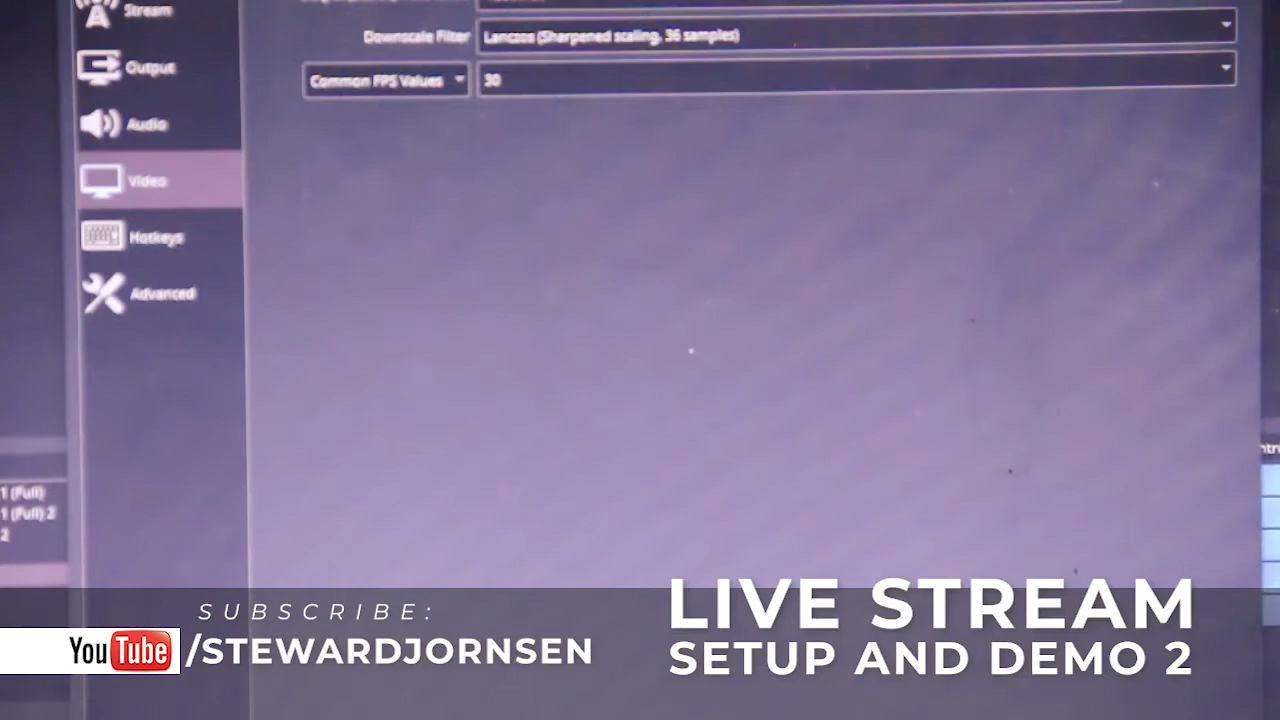 Stream
Downscale Filter
Lanczos (Sharpened scaling, 36 samples)
Output
Common FPS Values
30
Audio
Video
Hotkeys
Advanced
1 (Full)
1 (Full) 2
2
SUBSCRIBE:
YouTube /STEWARDJORNSEN
LIVE STREAM
SETUP AND DEMO 2